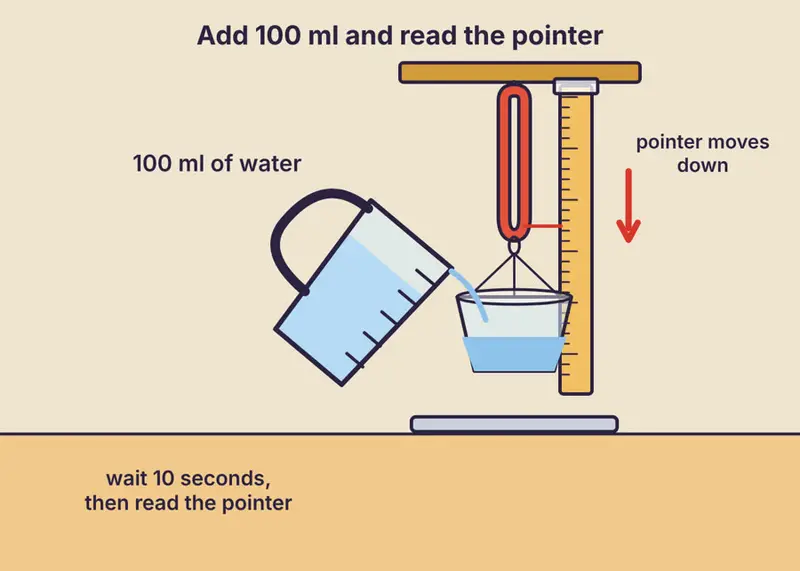 Add 100 ml and read the pointer
pointer moves
down
100 ml of water
wait 10 seconds,
then read the pointer